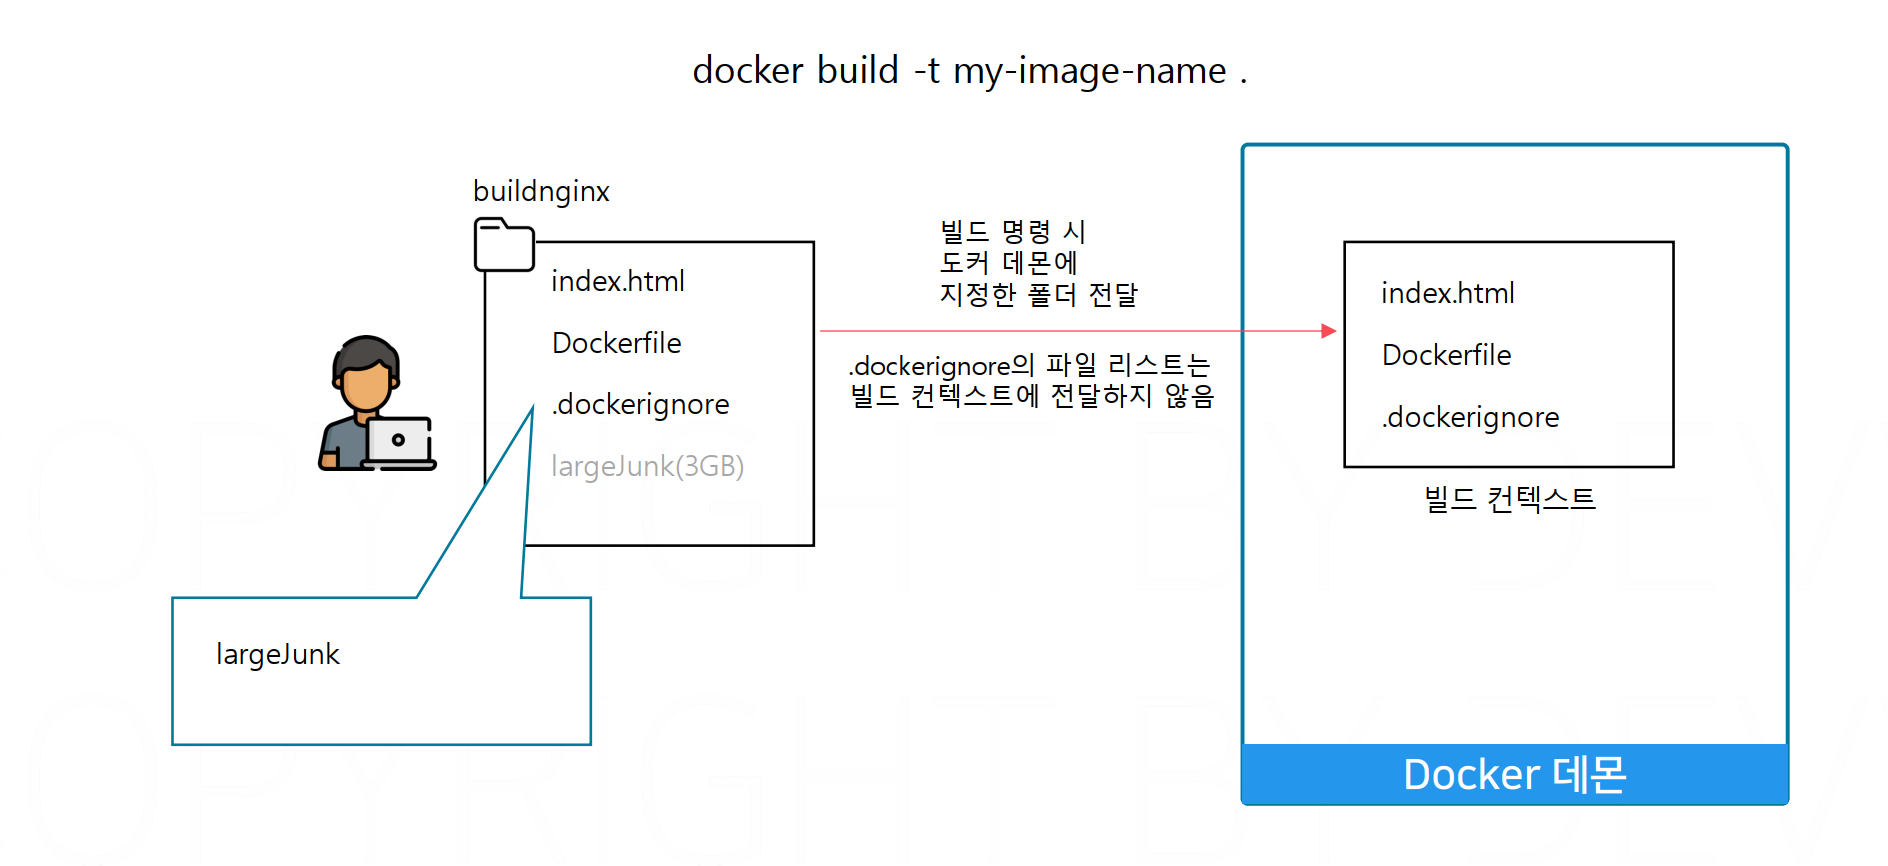 docker build -t my-image-name .
buildnginx
index.html
Dockerfile
.dockerignore
largeJunk(3GB)
largeJunk
빌드 명령 시
도커 데몬에
지정한 폴더 전달
.dockerignore의 파일 리스트는
빌드 컨텍스트에 전달하지 않음
index.html
Dockerfile
.dockerignore
빌드 컨텍스트
Docker 데몬